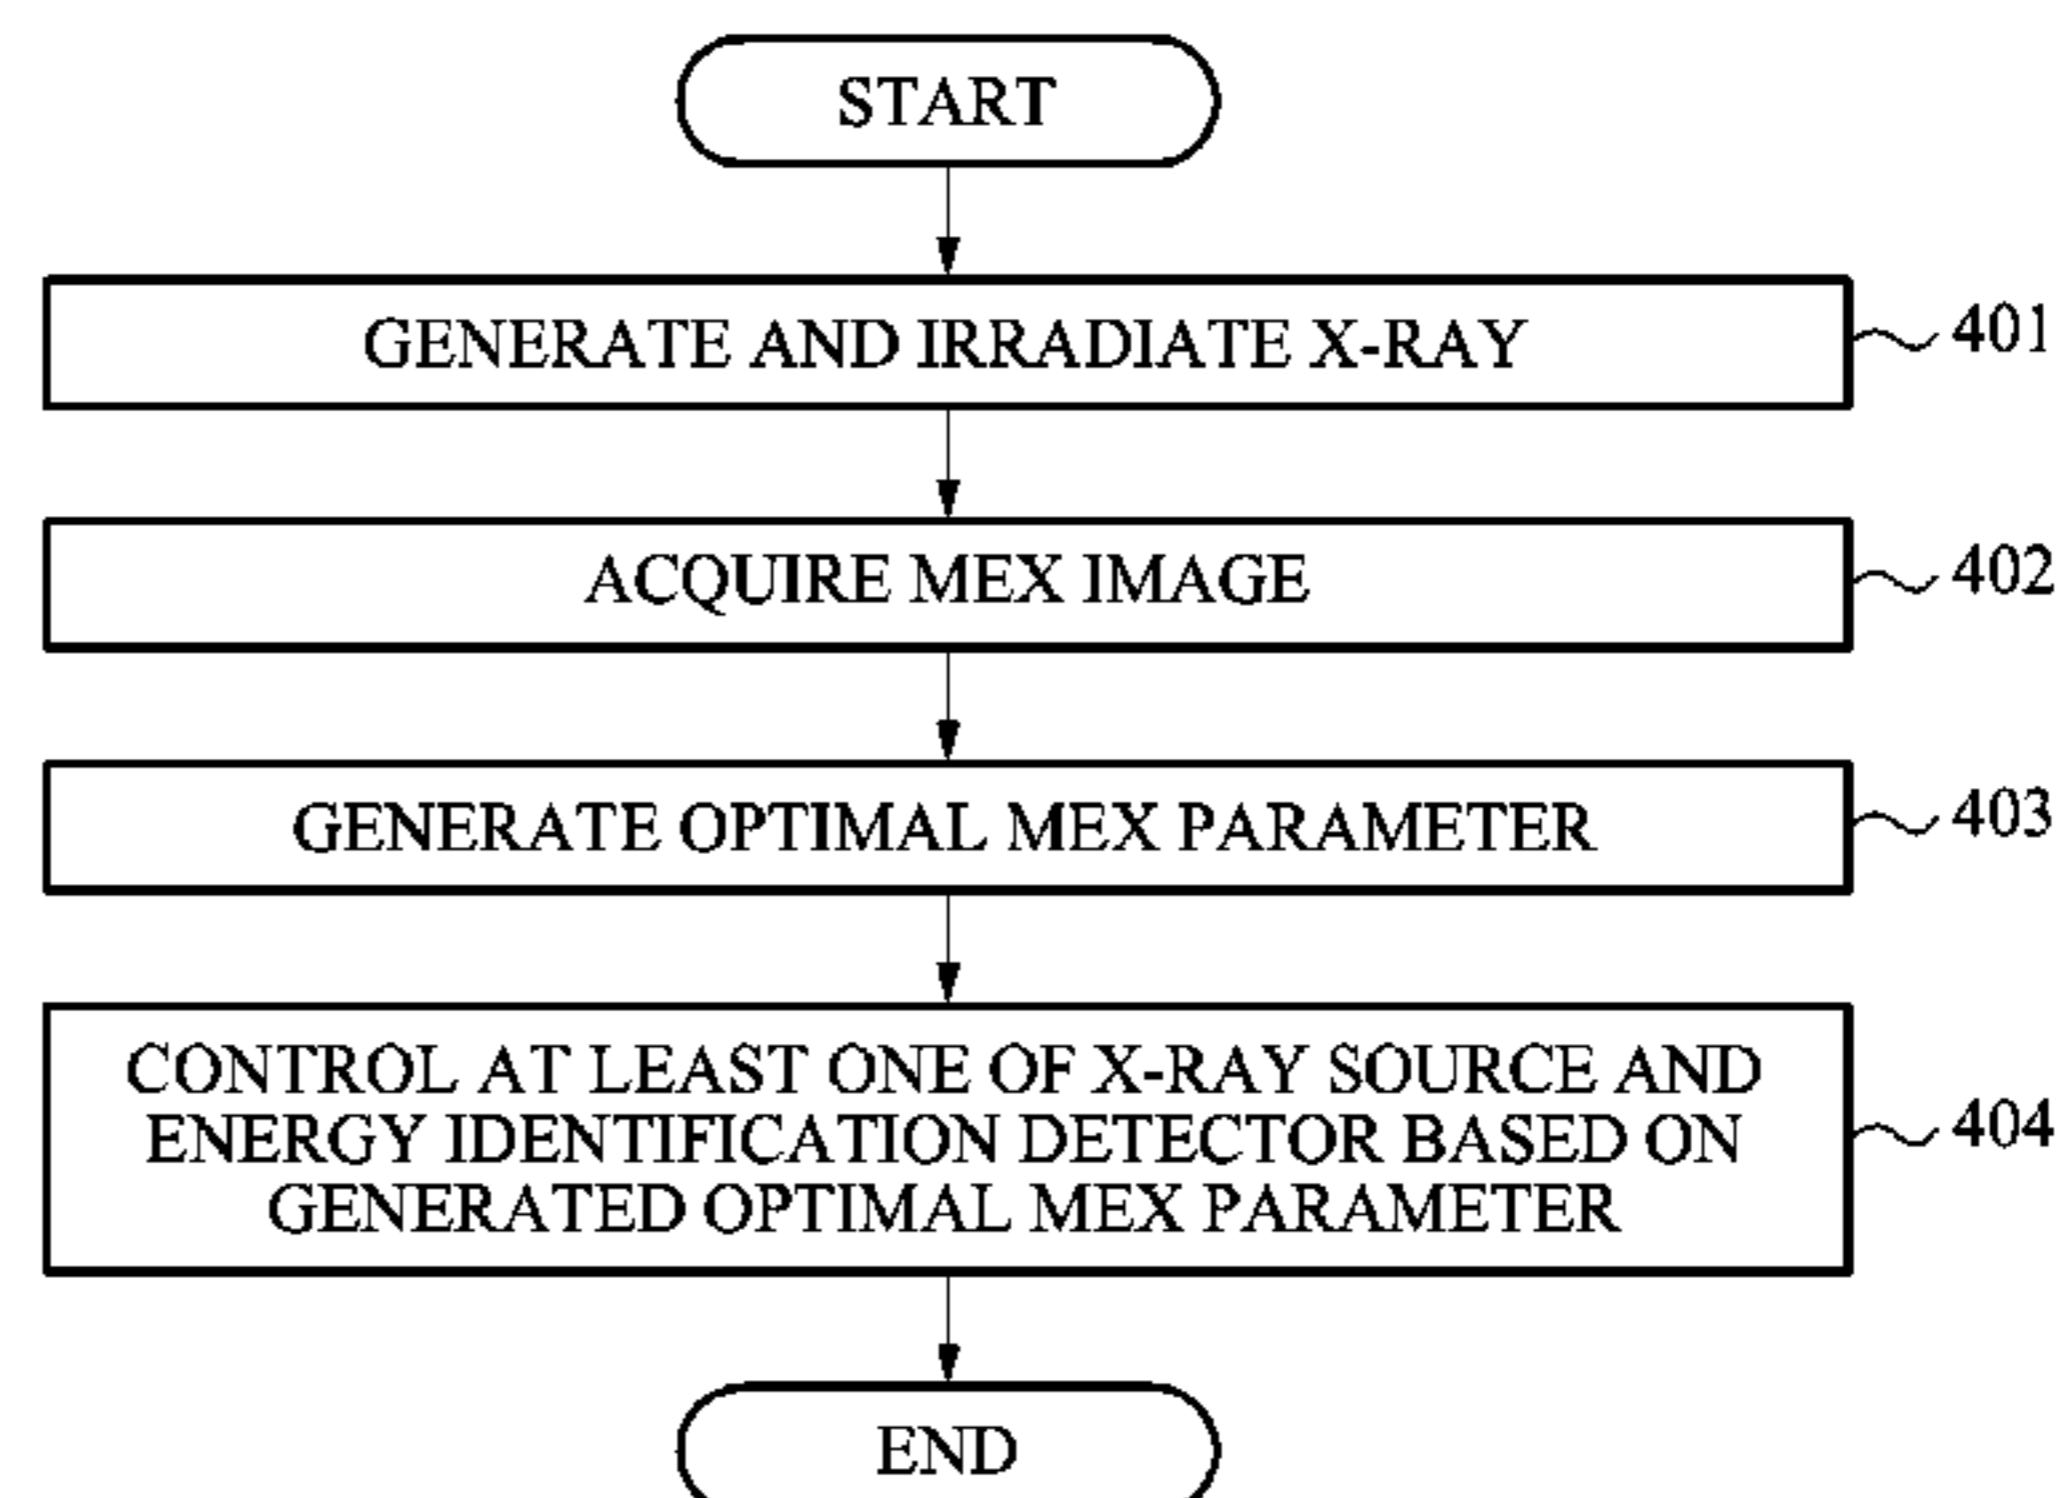 START
GENERATE AND IRRADIATE X-RAY
401
ACQUIRE MEX IMAGE
402
GENERATE OPTIMAL MEX PARAMETER
403
CONTROL AT LEAST ONE OF X-RAY SOURCE AND
ENERGY IDENTIFICATION DETECTOR BASED ON
GENERATED OPTIMAL MEX PARAMETER
404
END